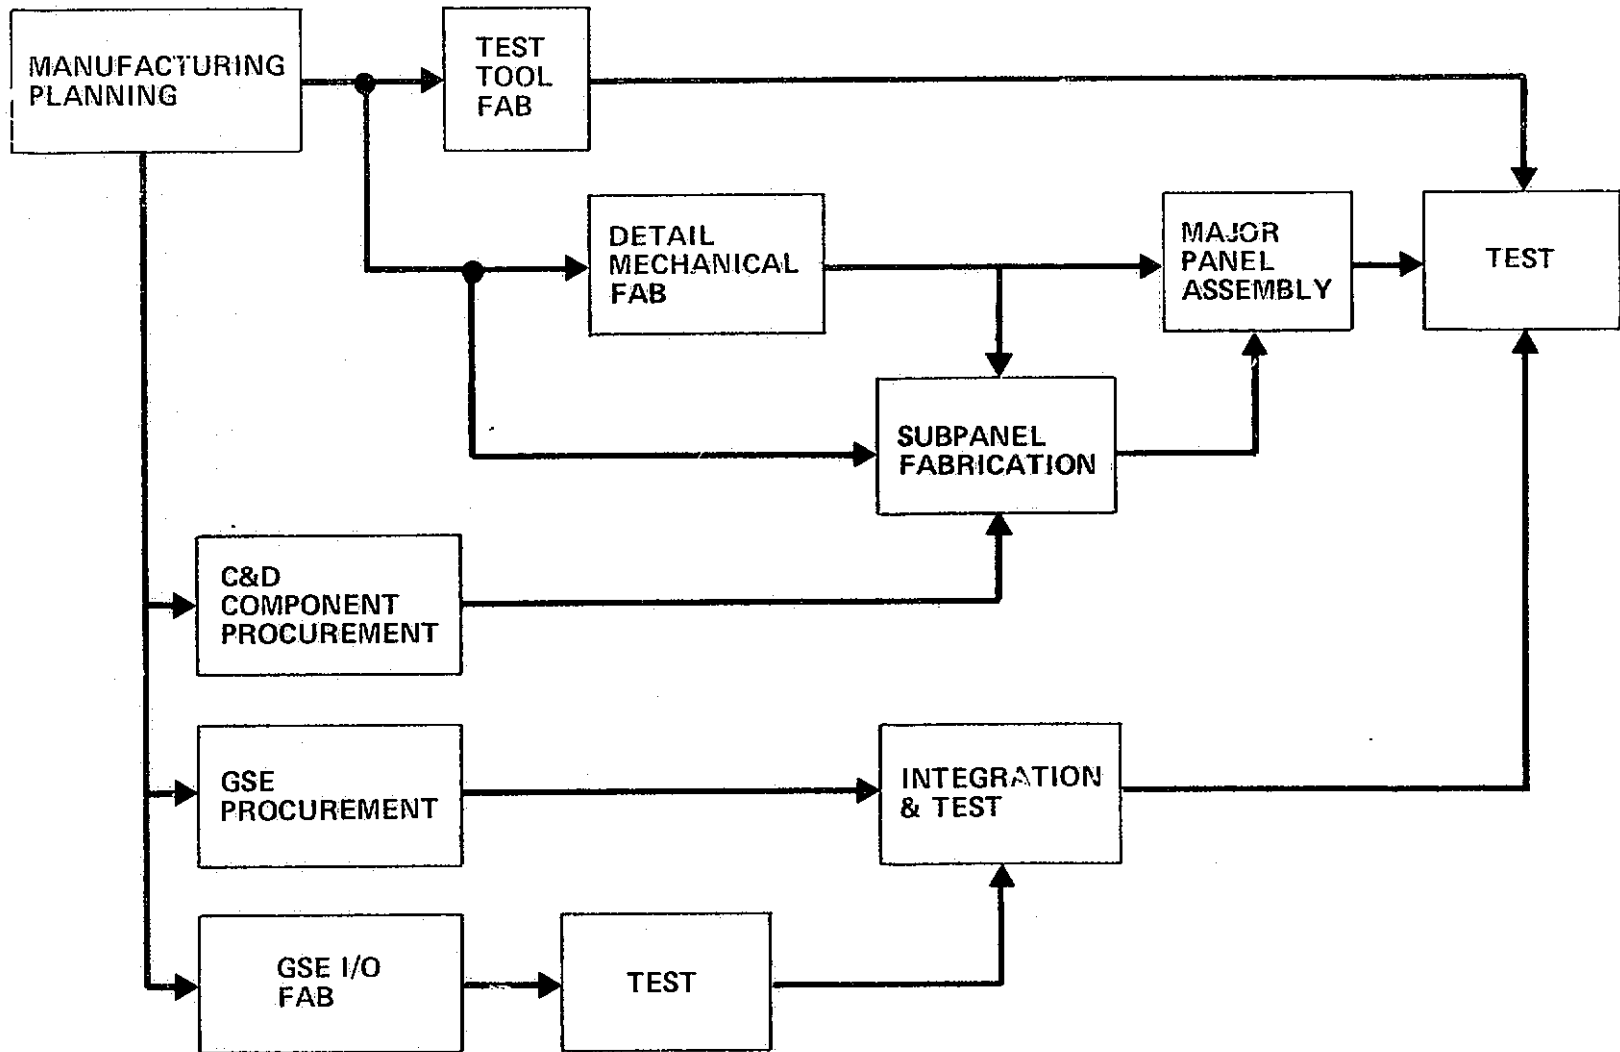 MANUFACTURING
PLANNING
TEST
TOOL
FAB
DETAIL
MECHANICAL
FAB
MAJOR
PANEL
ASSEMBLY
TEST
SUBPANEL
FABRICATION
C&D
COMPONENT
PROCUREMENT
GSE
PROCUREMENT
INTEGRATION
& TEST
GSE I/O
FAB
TEST